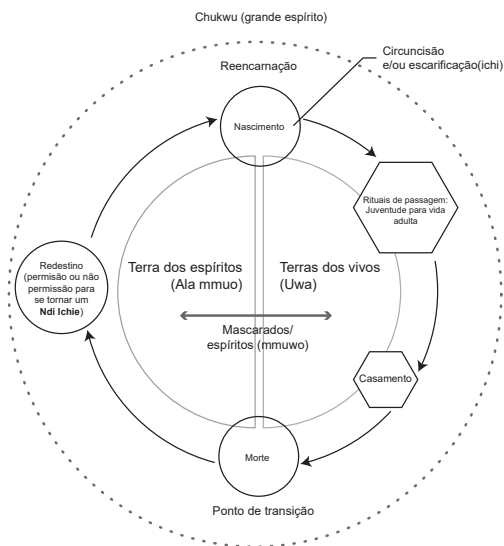 Chukwu (grande espírito)
Circuncisão
e/ou escarificação(ichi)
Reencarnação
Nascimento
Rituais de passagem:
Juventude para vida
adulta
Redestino
(permissão ou não
permissão para
se tornar um
Ndi Ichie)
Terra dos espíritos
(Ala mmuo)
Terras dos vivos
(Uwa)
Mascarados/
espíritos (mmuwo)
Casamento
Morte
Ponto de transição